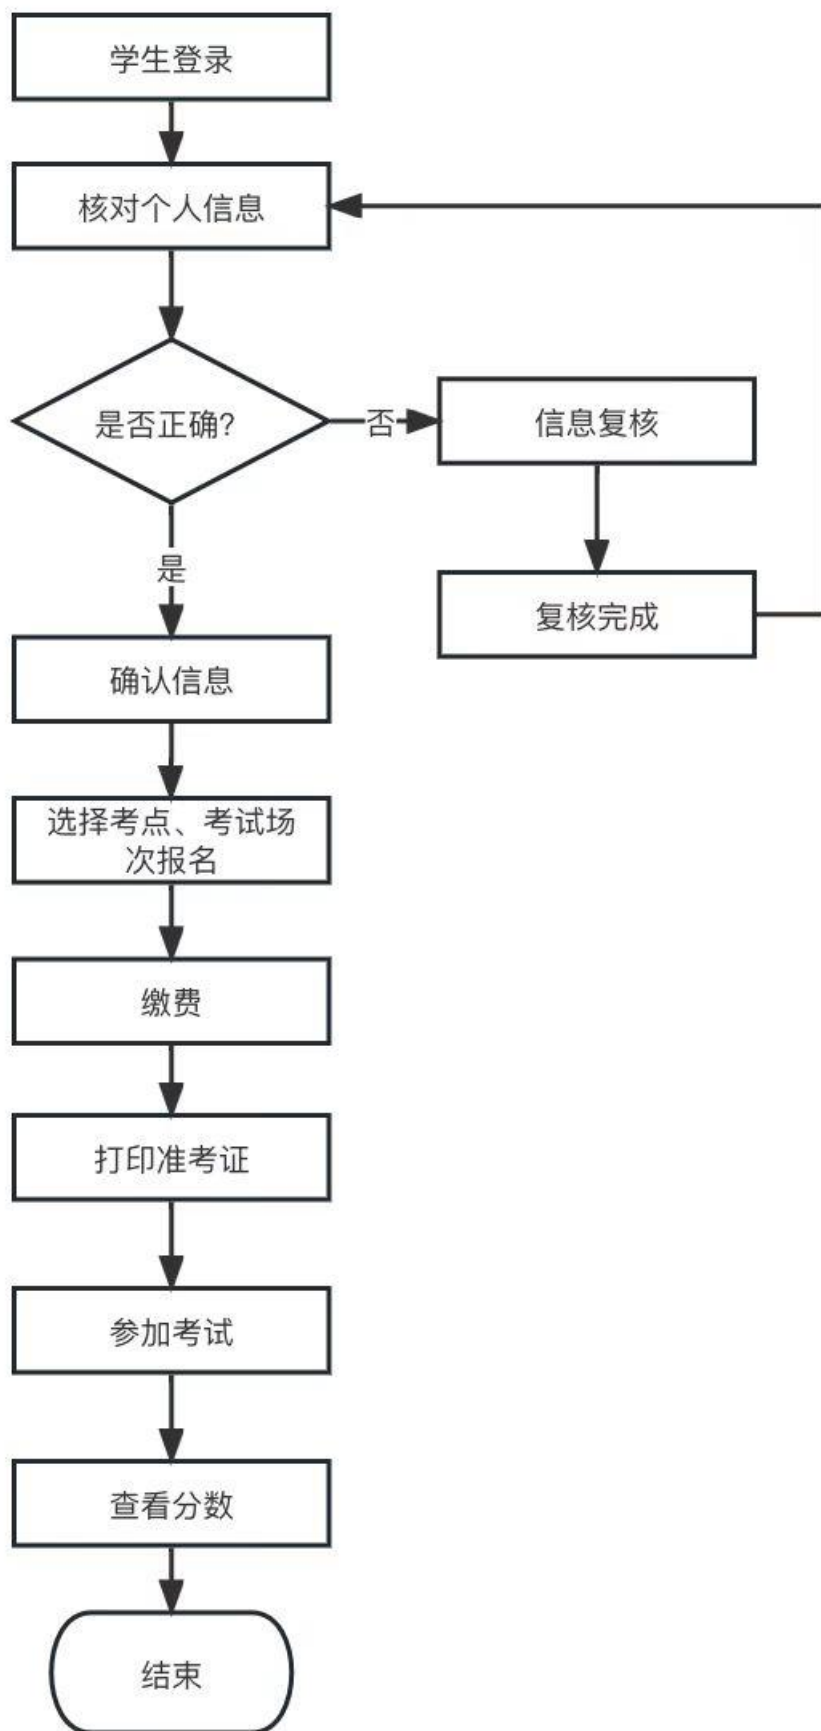 学生登录
核对个人信息
是否正确?
否
信息复核
是
复核完成
确认信息
选择考点、考试场
次报名
缴费
打印准考证
参加考试
查看分数
结束